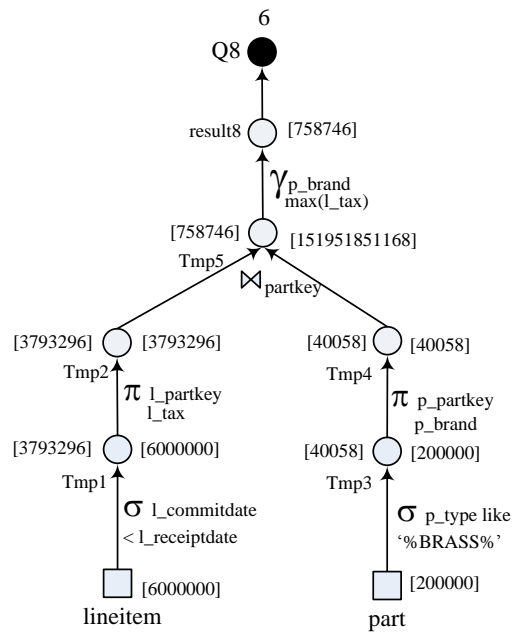 6
Q8
result8 [758746]
γ p_brand
max(l_tax)
[758746] [151951851168]
Tmp5
⋈ partkey
[3793296] [3793296] [40058] [40058]
Tmp2 Tmp4
π l_partkey π p_partkey
l_tax p_brand
[3793296] [6000000] [40058] [200000]
Tmp1 Tmp3
σ l_commitdate σ p_type like
< l_receiptdate ‘%BRASS%’
[6000000] [200000]
lineitem part